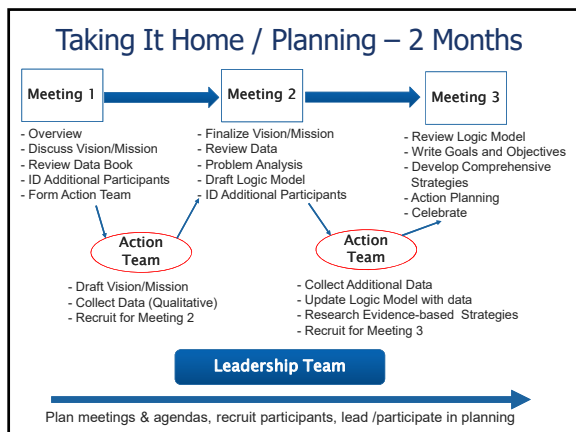 Taking It Home / Planning – 2 Months
Meeting 1
Meeting 2
Meeting 3
- Overview
- Discuss Vision/Mission
- Review Data Book
- ID Additional Participants
- Form Action Team
- Finalize Vision/Mission
- Review Data
- Problem Analysis
- Draft Logic Model
- ID Additional Participants
- Review Logic Model
- Write Goals and Objectives
- Develop Comprehensive
Strategies
- Action Planning
- Celebrate
Action
Team
- Draft Vision/Mission
- Collect Data (Qualitative)
- Recruit for Meeting 2
Action
Team
- Collect Additional Data
- Update Logic Model with data
- Research Evidence-based Strategies
- Recruit for Meeting 3
Leadership Team
Plan meetings & agendas, recruit participants, lead /participate in planning